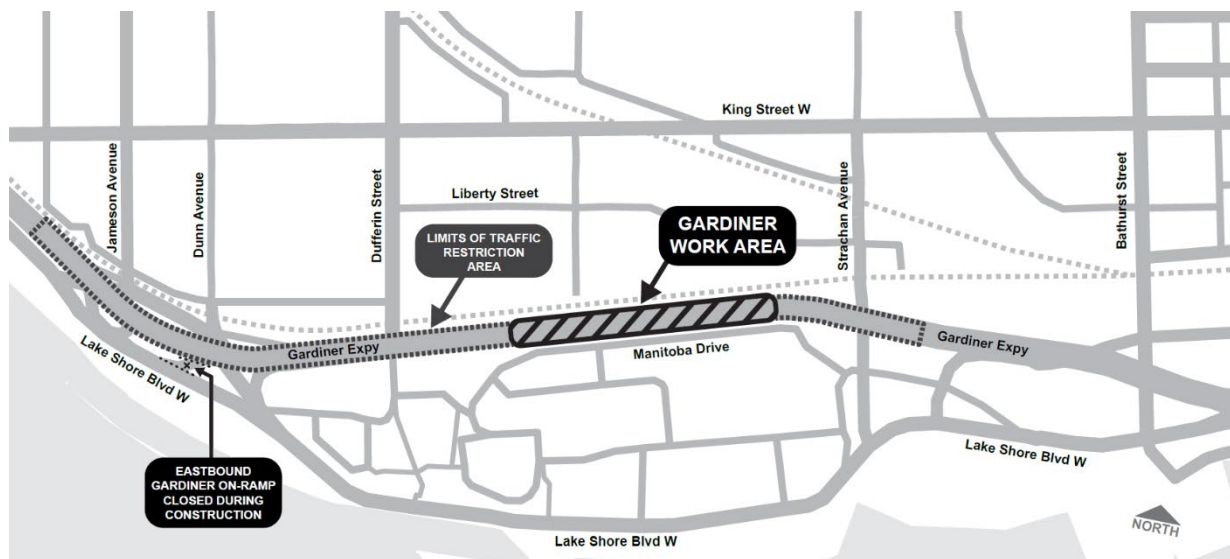 King Street W
Jameson Avenue
Dunn Avenue
Dufferin Street
Liberty Street
Strachan Avenue
Bathurst Street
LIMITS OF TRAFFIC
RESTRICTION
AREA
GARDINER
WORK AREA
Gardiner Expy
Manitoba Drive
Gardiner Expy
Lake Shore Blvd W
EASTBOUND
GARDINER ON-RAMP
CLOSED DURING
CONSTRUCTION
Lake Shore Blvd W
Lake Shore Blvd W
NORTH